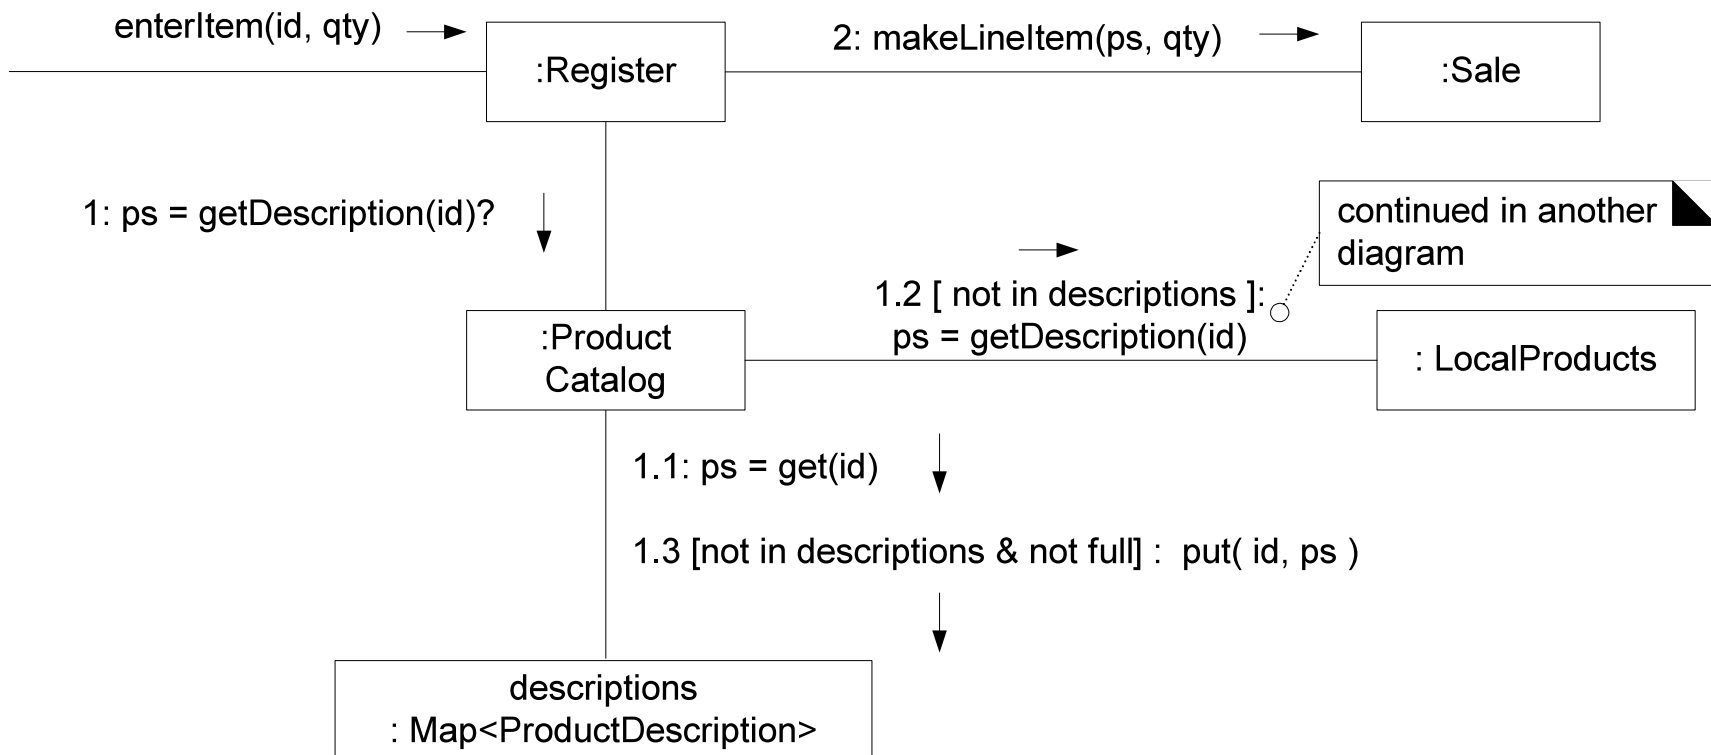 enterItem(id, qty)
2: makeLineItem(ps, qty)
:Register
:Sale
1: ps = getDescription(id)?
continued in another
diagram
1.2 [ not in descriptions ]:
ps = getDescription(id)
:Product
Catalog
: LocalProducts
1.1: ps = get(id)
1.3 [not in descriptions & not full] : put( id, ps )
descriptions
: Map<ProductDescription>